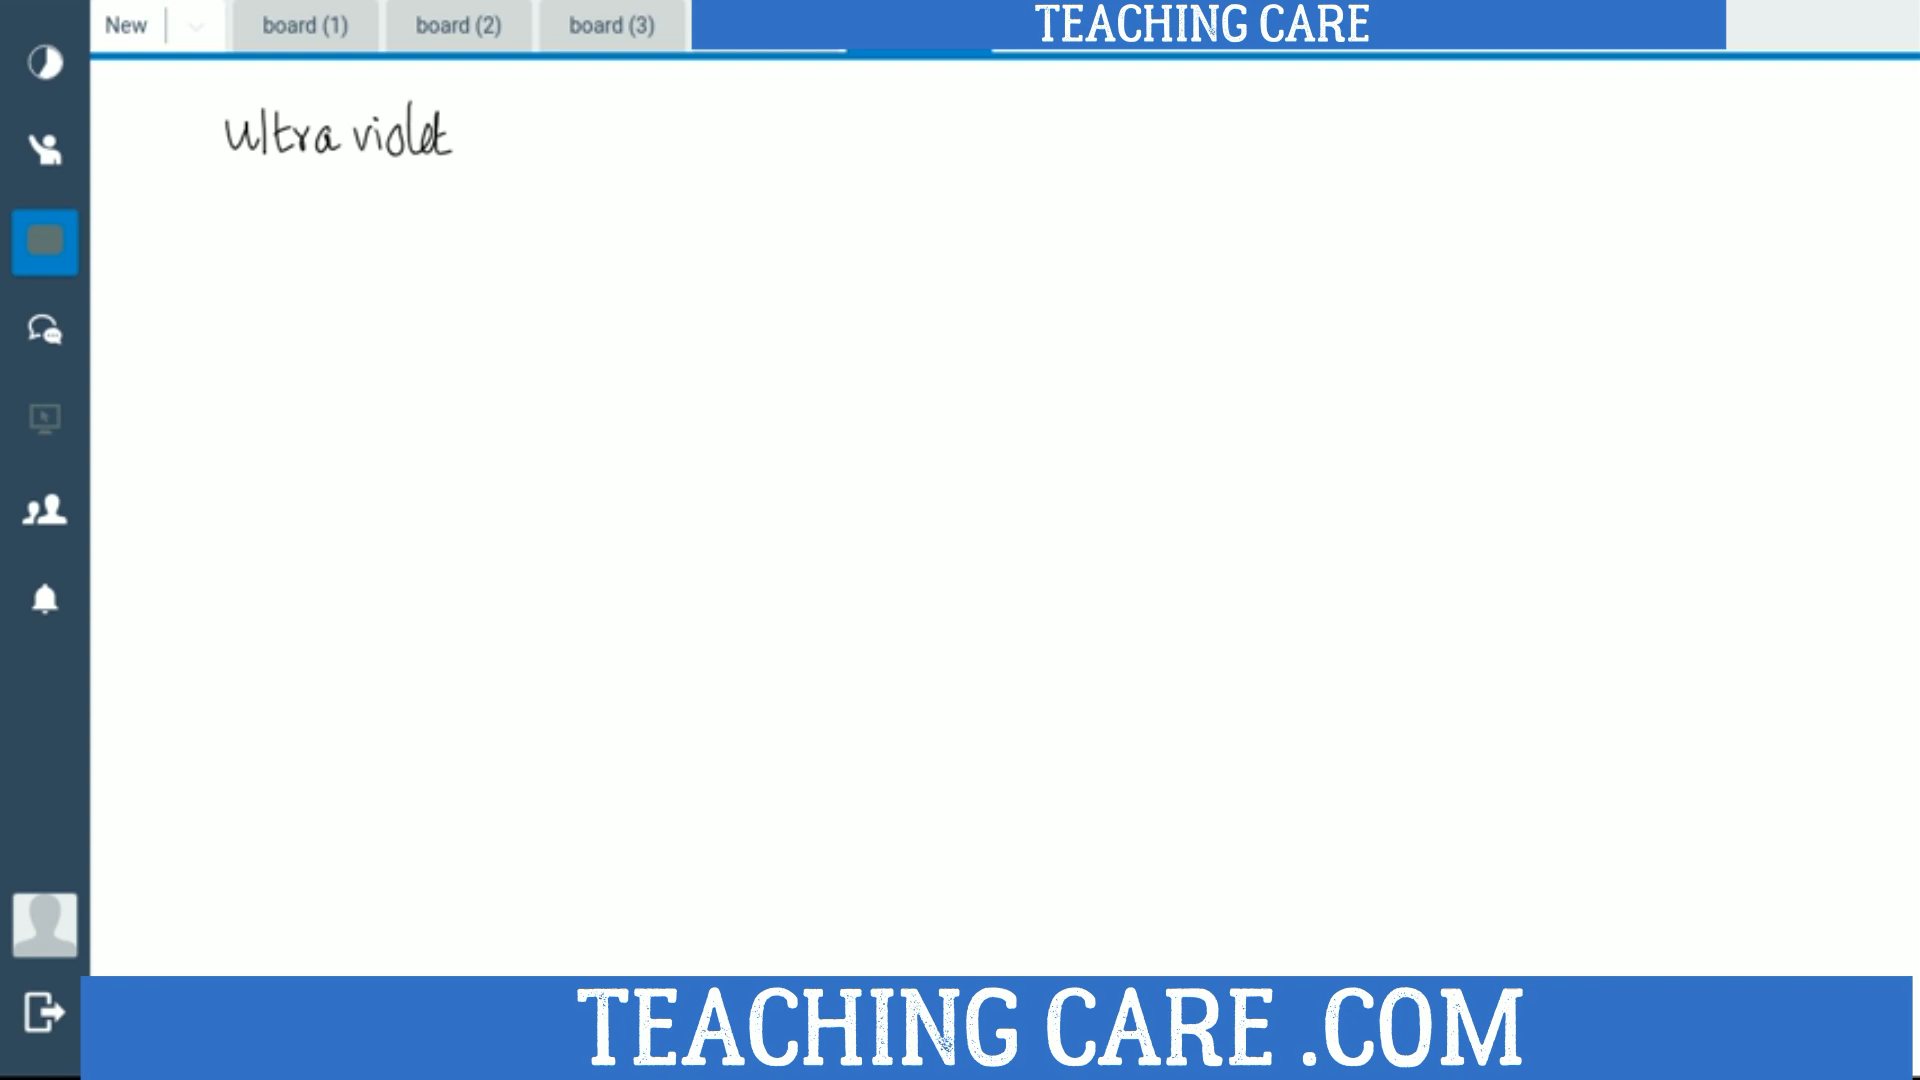 New board (1) board (2) board (3) TEACHING CARE
Ultra violet
TEACHING CARE .COM